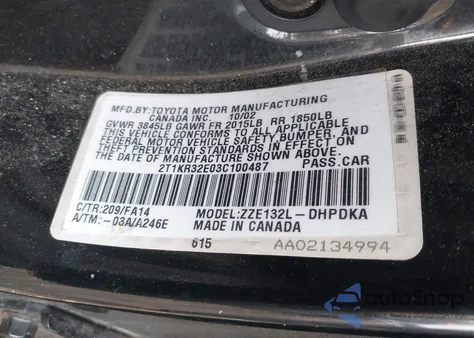 MFD.BY:TOYOTA MOTOR MANUFACTURING
CANADA INC. 10/02
GVWR 3845LB GAWR FR 2015LB RR 1850LB
THIS VEHICLE CONFORMS TO ALL APPLICABLE
FEDERAL MOTOR VEHICLE SAFETY, BUMPER, AND
THEFT PREVENTION STANDARDS IN EFFECT ON
THE DATE OF MANUFACTURE SHOWN ABOVE.
2T1KR32E03C100487 PASS.CAR
C/TR:209/FA14 MODEL:ZZE132L-DHPDKA
A/TM:-03A/A246E MADE IN CANADA
615 AA02134994
autoSnap